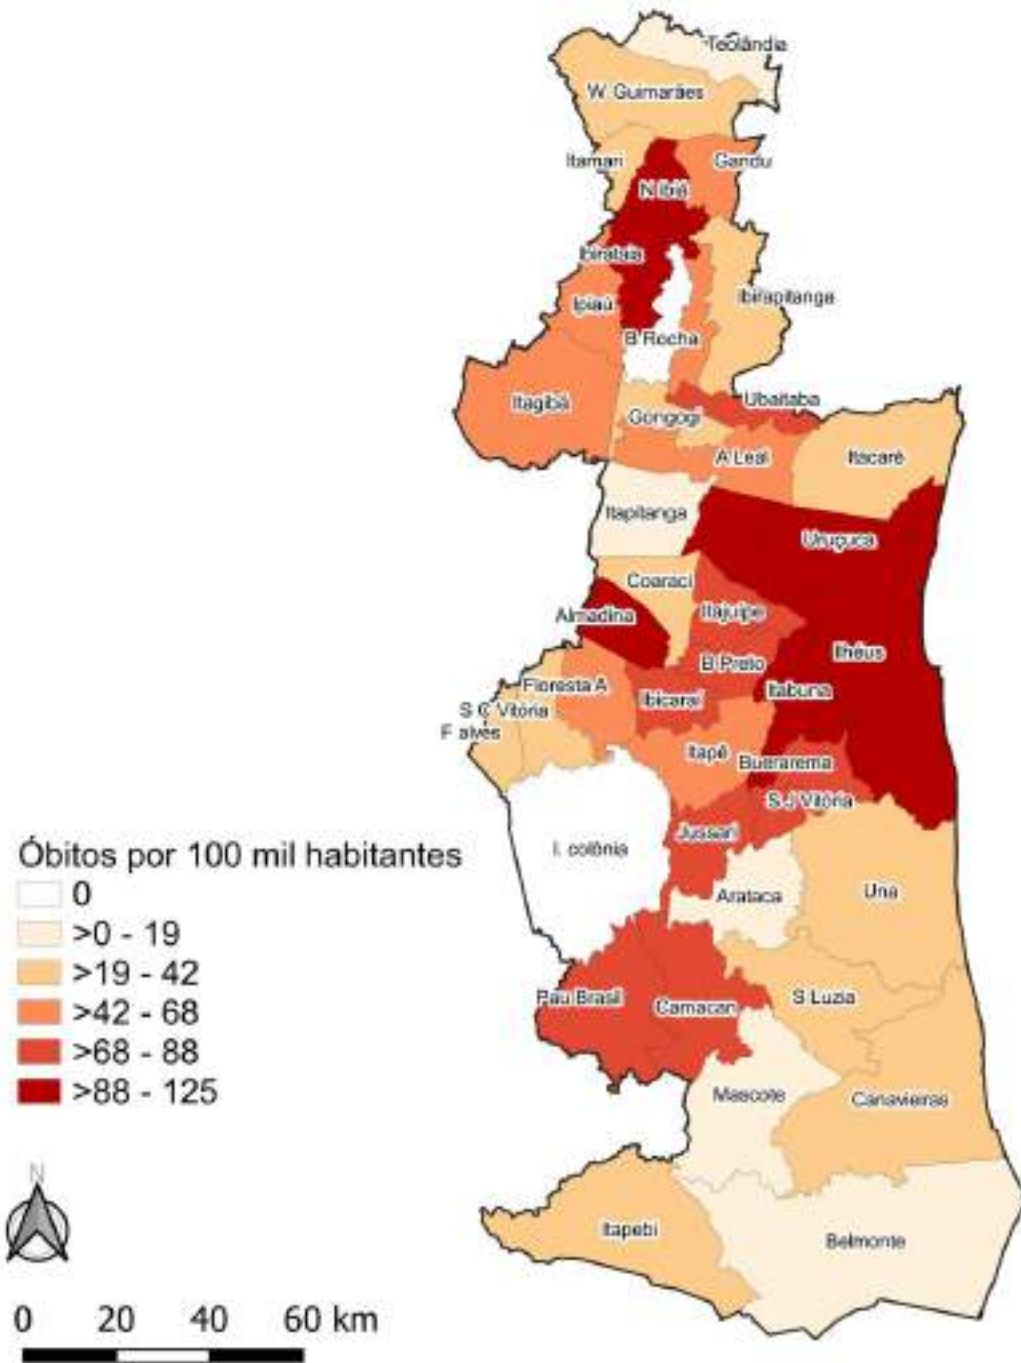 Teolândia
W. Guimarães
Itamari
Gandu
N Ibiá
Ibirataia
Ipiaú
Ibirapitanga
B Rocha
Itagibá
Ubaitaba
Gongogi
A Leal
Itacaré
Itapitanga
Uruçuca
Coaraci
Almadina
Itajuipe
Ilhéus
B Preto
Floresta A
Ibicaraí
Itabuna
S C Vitória
F alves
Itapé
Buerarema
S J Vitória
Jussari
I. colônia
Arataca
Una
Pau Brasil
Camacan
S Luzia
Mascote
Canavieiras
Itapebi
Belmonte
Óbitos por 100 mil habitantes
0
>0 - 19
>19 - 42
>42 - 68
>68 - 88
>88 - 125
N
0 20 40 60 km